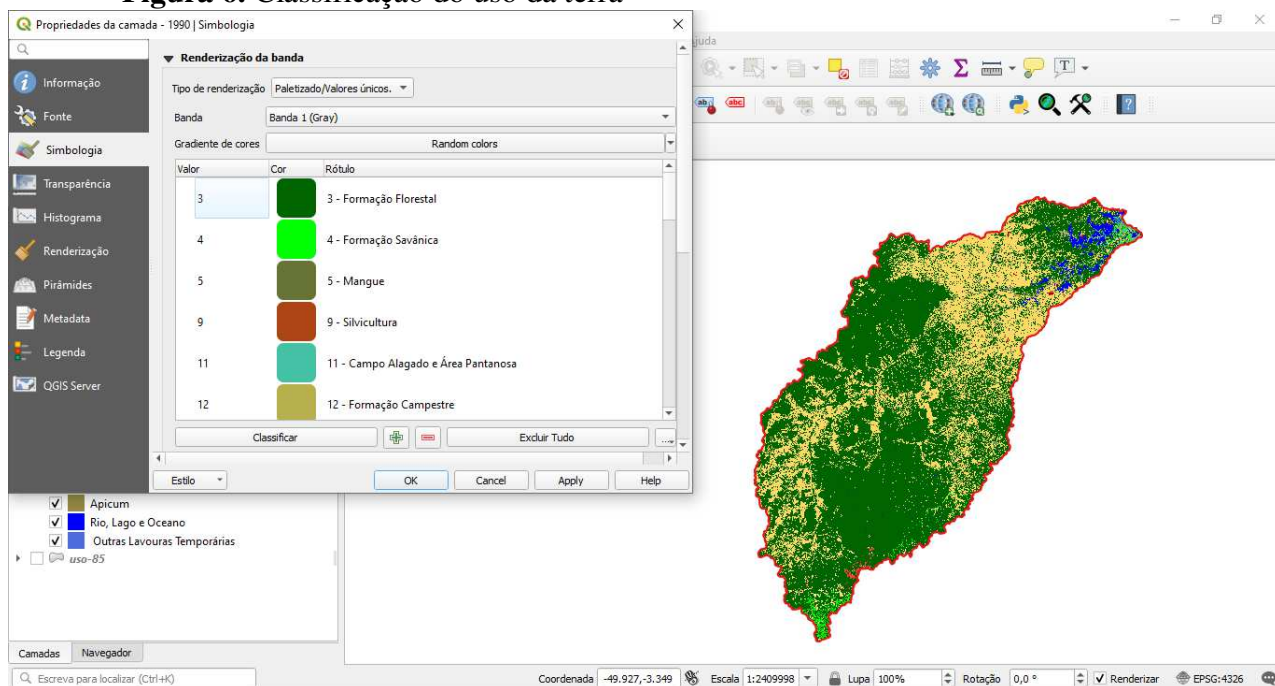 Figura 6. Classificação do uso da terra
Propriedades da camada - 1990 | Simbologia
Informação
Fonte
Simbologia
Transparência
Histograma
Renderização
Pirâmides
Metadata
Legenda
QGIS Server
Renderização da banda
Tipo de renderização Paletizado/Valores únicos.
Banda Banda 1 (Gray)
Gradiente de cores Random colors
Valor Cor Rótulo
3 3 - Formação Florestal
4 4 - Formação Savânica
5 5 - Mangue
9 9 - Silvicultura
11 11 - Campo Alagado e Área Pantanosa
12 12 - Formação Campestre
Classificar Excluir Tudo ...
Estilo OK Cancel Apply Help
juda
abc abc
Apicum
Rio, Lago e Oceano
Outras Lavouras Temporárias
uso-85
Camadas Navegador
Escreva para localizar (Ctrl+K)
Coordenada -49.927,-3.349 Escala 1:2409998 Lupa 100% Rotação 0,0 ° Renderizar EPSG:4326